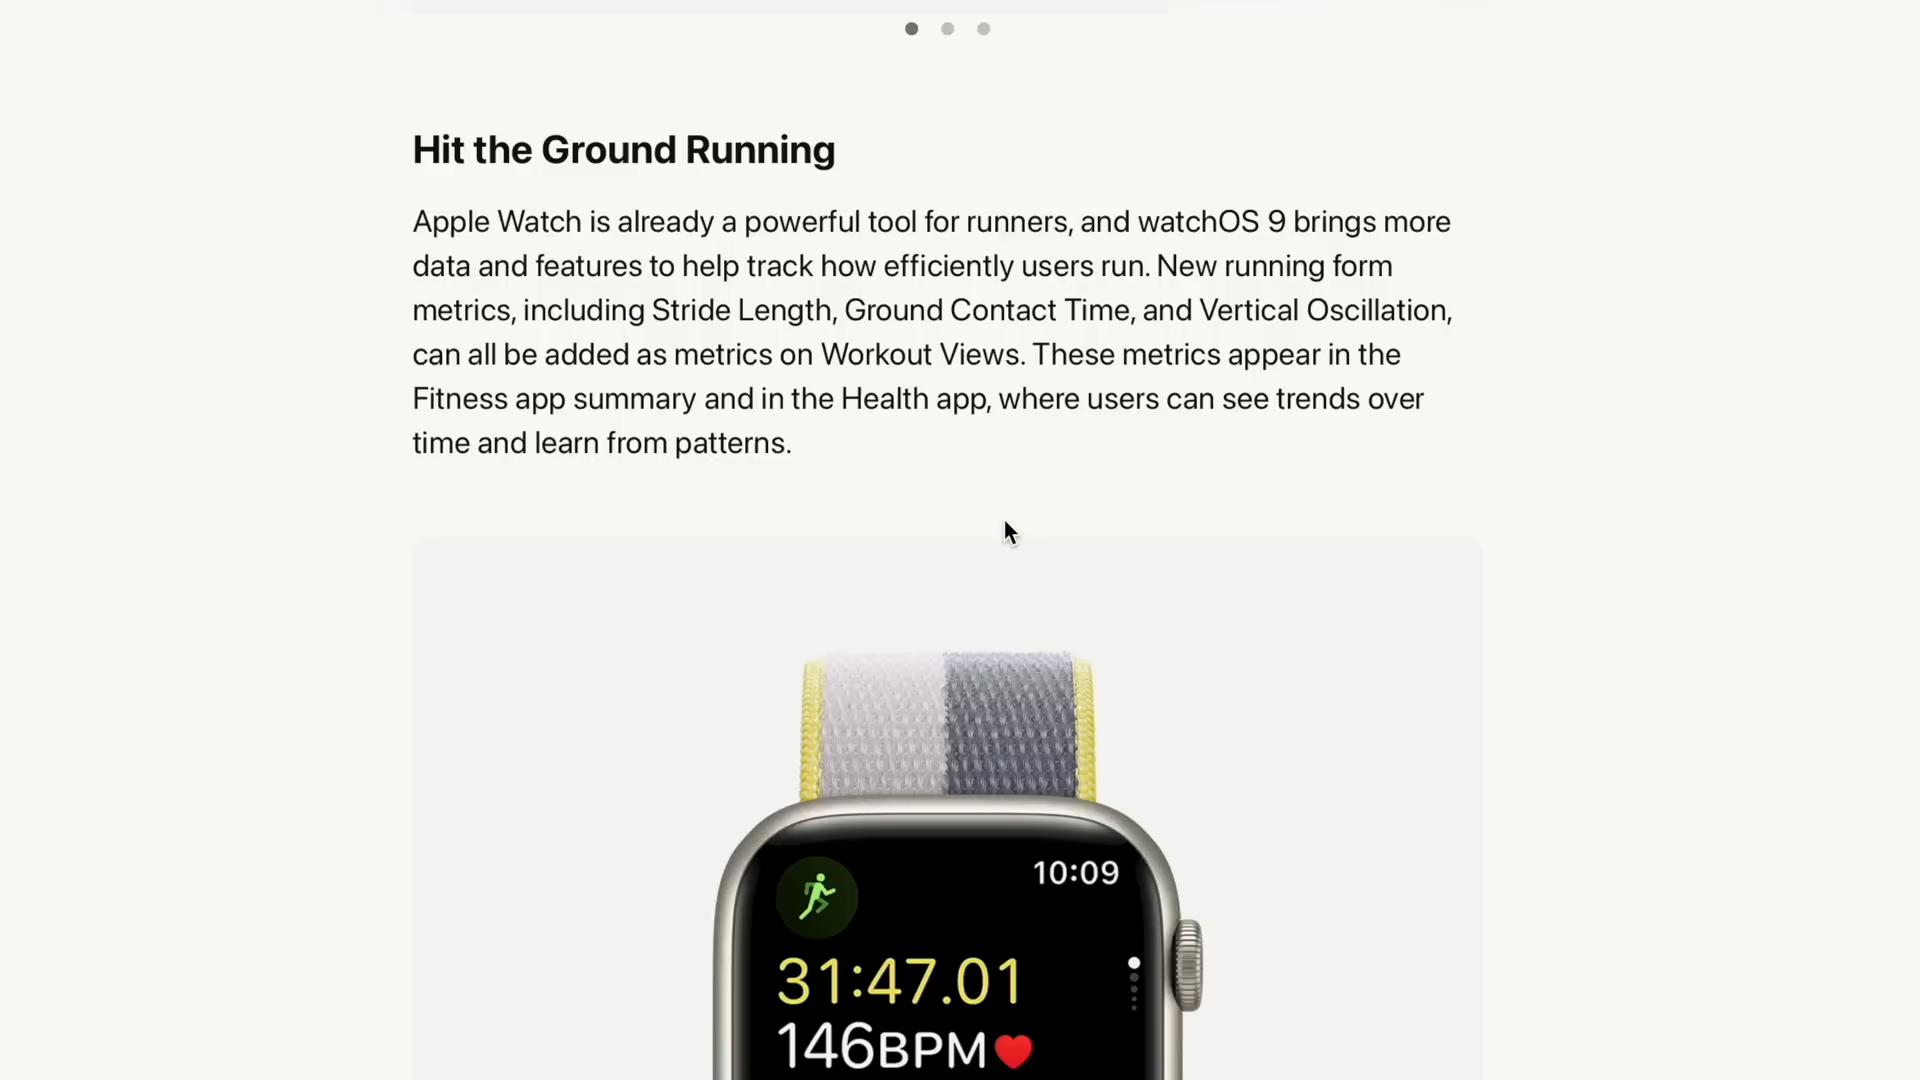 Hit the Ground Running
Apple Watch is already a powerful tool for runners, and watchOS 9 brings more
data and features to help track how efficiently users run. New running form
metrics, including Stride Length, Ground Contact Time, and Vertical Oscillation,
can all be added as metrics on Workout Views. These metrics appear in the
Fitness app summary and in the Health app, where users can see trends over
time and learn from patterns.
10:09
31:47.01
146BPM